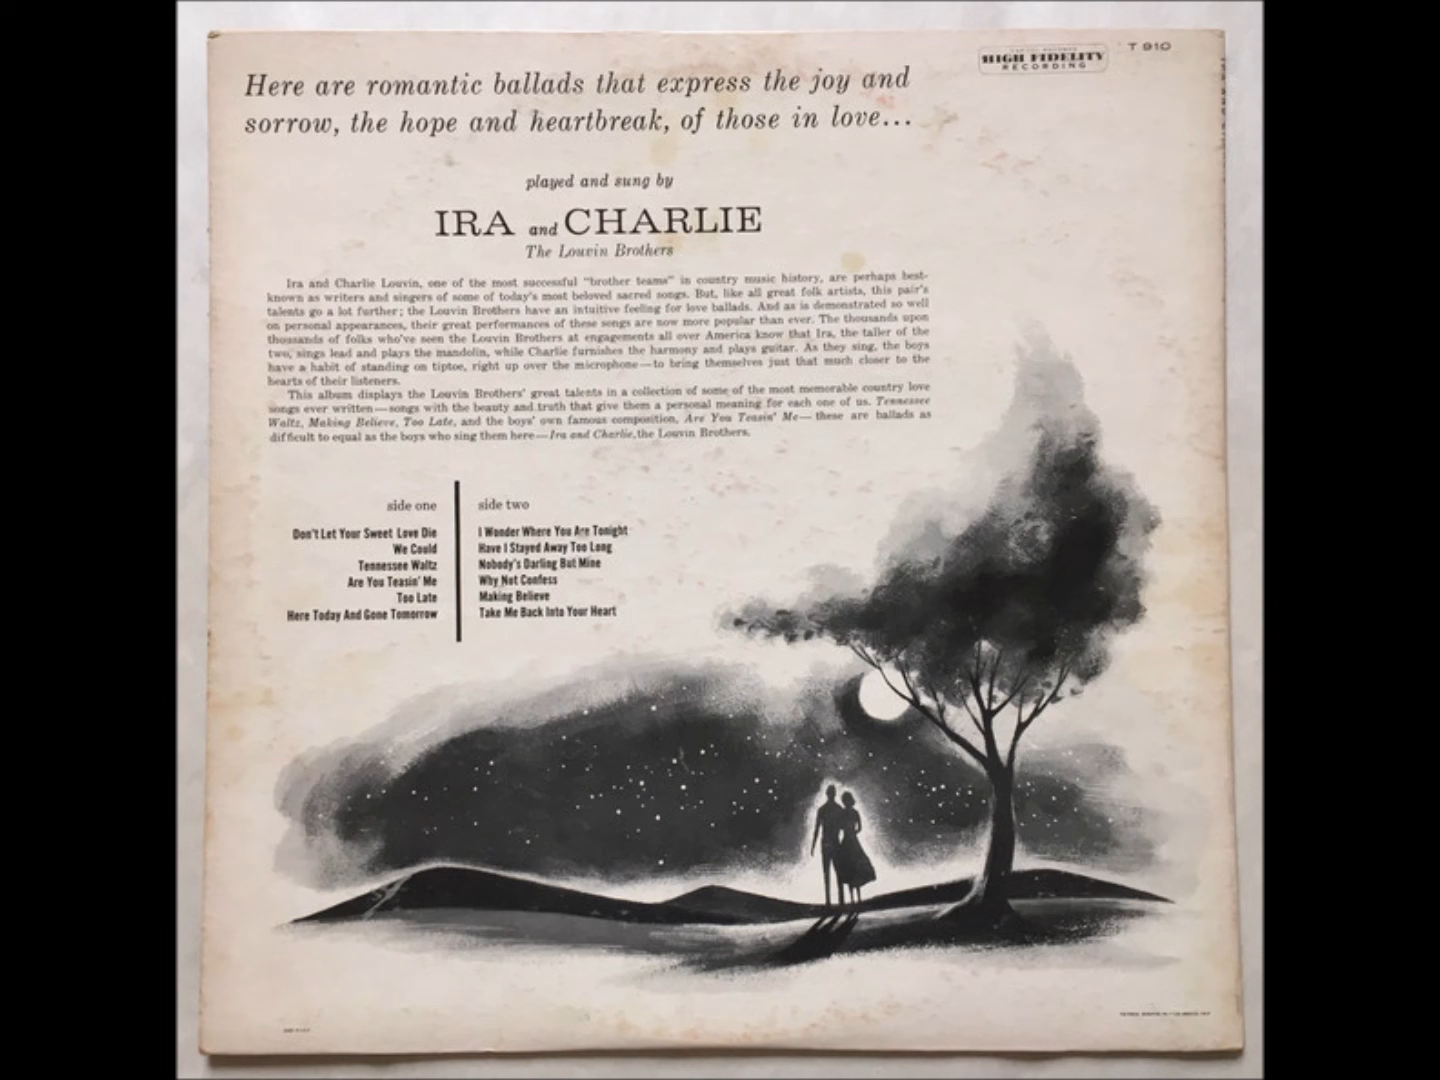 HIGH FIDELITY
RECORDING
T 910
Here are romantic ballads that express the joy and
sorrow, the hope and heartbreak, of those in love...
played and sung by
IRA and CHARLIE
The Louvin Brothers
Ira and Charlie Louvin, one of the most successful "brother teams" in country music history, are perhaps best-
known as writers and singers of some of today's most beloved sacred songs. But, like all great folk artists, this pair's
talents go a lot further; the Louvin Brothers have an intuitive feeling for love ballads. And as is demonstrated so well
on personal appearances, their great performances of these songs are now more popular than ever. The thousands upon
thousands of folks who've seen the Louvin Brothers at engagements all over America know that Ira, the taller of the
two, sings lead and plays the mandolin, while Charlie furnishes the harmony and plays guitar. As they sing, the boys
have a habit of standing on tiptoe, right up over the microphone—to bring themselves just that much closer to the
hearts of their listeners.
This album displays the Louvin Brothers' great talents in a collection of some of the most memorable country love
songs ever written—songs with the beauty and truth that give them a personal meaning for each one of us. Tennessee
Waltz, Making Believe, Too Late, and the boys' own famous composition, Are You Teasin' Me—these are ballads as
difficult to equal as the boys who sing them here—Ira and Charlie, the Louvin Brothers.
side one
Don't Let Your Sweet Love Die
We Could
Tennessee Waltz
Are You Teasin' Me
Too Late
Here Today And Gone Tomorrow
side two
I Wonder Where You Are Tonight
Have I Stayed Away Too Long
Nobody's Darling But Mine
Why Not Confess
Making Believe
Take Me Back Into Your Heart